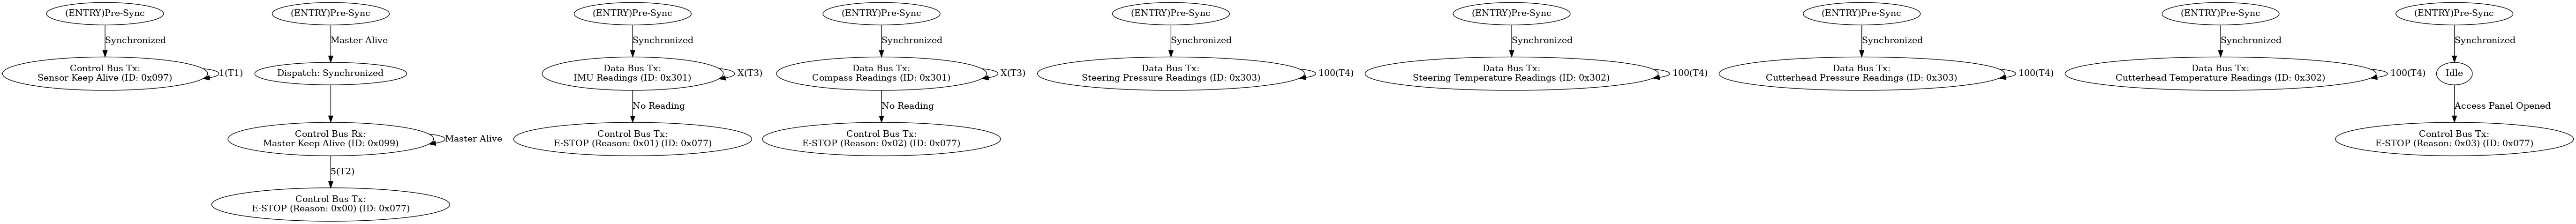 (ENTRY)Pre-Sync
Synchronized
Control Bus Tx:
Sensor Keep Alive (ID: 0x097)
1(T1)
(ENTRY)Pre-Sync
Master Alive
Dispatch: Synchronized
Control Bus Rx:
Master Keep Alive (ID: 0x099)
Master Alive
5(T2)
Control Bus Tx:
E-STOP (Reason: 0x00) (ID: 0x077)
(ENTRY)Pre-Sync
Synchronized
Data Bus Tx:
IMU Readings (ID: 0x301)
X(T3)
No Reading
Control Bus Tx:
E-STOP (Reason: 0x01) (ID: 0x077)
(ENTRY)Pre-Sync
Synchronized
Data Bus Tx:
Compass Readings (ID: 0x301)
X(T3)
No Reading
Control Bus Tx:
E-STOP (Reason: 0x02) (ID: 0x077)
(ENTRY)Pre-Sync
Synchronized
Data Bus Tx:
Steering Pressure Readings (ID: 0x303)
100(T4)
(ENTRY)Pre-Sync
Synchronized
Data Bus Tx:
Steering Temperature Readings (ID: 0x302)
100(T4)
(ENTRY)Pre-Sync
Synchronized
Data Bus Tx:
Cutterhead Pressure Readings (ID: 0x303)
100(T4)
(ENTRY)Pre-Sync
Synchronized
Data Bus Tx:
Cutterhead Temperature Readings (ID: 0x302)
100(T4)
(ENTRY)Pre-Sync
Synchronized
Idle
Access Panel Opened
Control Bus Tx:
E-STOP (Reason: 0x03) (ID: 0x077)